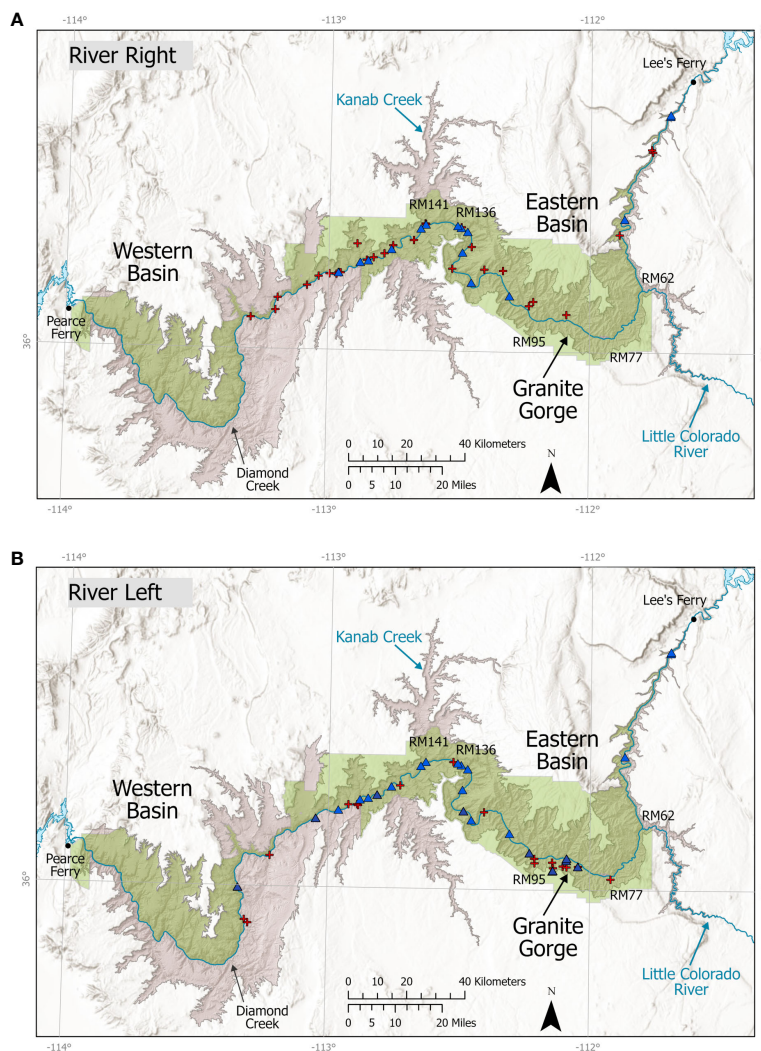 A
-114°
-113°
-112°
River Right
Lee's Ferry
Kanab Creek
Eastern
Basin
RM141
RM136
Western
Basin
RM62
Pearce
Ferry
36°
RM95
RM77
Granite
Gorge
Little Colorado
River
Diamond
Creek
0 5 10 20 40 Kilometers
0 5 10 20 Miles
N
-114°
-113°
-112°
B
-114°
-113°
-112°
River Left
Lee's Ferry
Kanab Creek
Eastern
Basin
RM141
RM136
Western
Basin
RM62
Pearce
Ferry
36°
RM95
RM77
Granite
Gorge
Little Colorado
River
Diamond
Creek
0 5 10 20 30 40 Kilometers
0 5 10 20 Miles
N
-114°
-113°
-112°